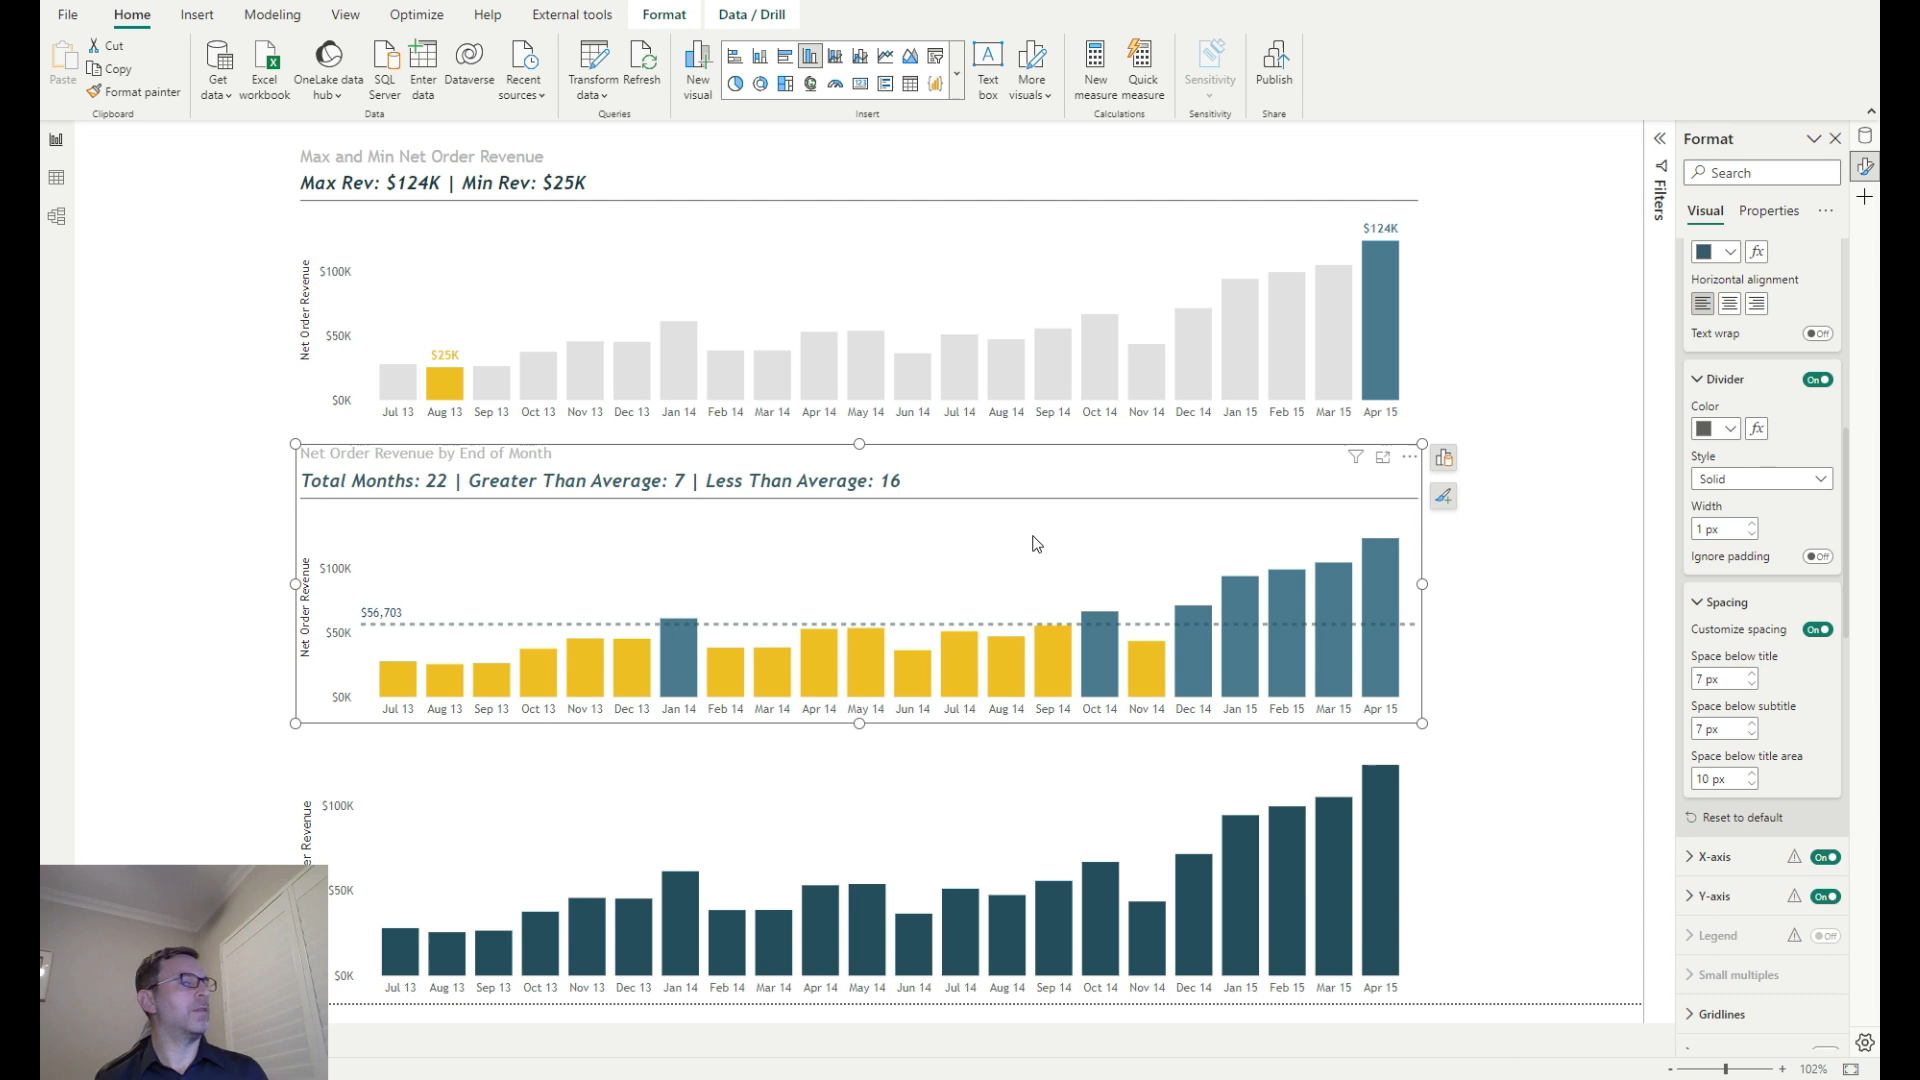 File Home Insert Modeling View Optimize Help External tools Format Data / Drill
Paste
Cut
Copy
Format painter
Clipboard
Get data
Excel workbook
OneLake data hub
SQL Server
Enter data
Dataverse
Recent sources
Data
Transform data
Refresh
Queries
New visual
Text box
More visuals
Insert
New measure
Quick measure
Calculations
Sensitivity
Sensitivity
Publish
Share
Max and Min Net Order Revenue
Max Rev: $124K | Min Rev: $25K
Net Order Revenue
$100K
$50K
$0K
$25K
$124K
Jul 13 Aug 13 Sep 13 Oct 13 Nov 13 Dec 13 Jan 14 Feb 14 Mar 14 Apr 14 May 14 Jun 14 Jul 14 Aug 14 Sep 14 Oct 14 Nov 14 Dec 14 Jan 15 Feb 15 Mar 15 Apr 15
Net Order Revenue by End of Month
Total Months: 22 | Greater Than Average: 7 | Less Than Average: 16
Net Order Revenue
$100K
$56,703
$50K
$0K
Jul 13 Aug 13 Sep 13 Oct 13 Nov 13 Dec 13 Jan 14 Feb 14 Mar 14 Apr 14 May 14 Jun 14 Jul 14 Aug 14 Sep 14 Oct 14 Nov 14 Dec 14 Jan 15 Feb 15 Mar 15 Apr 15
er Revenue
$100K
$50K
$0K
Jul 13 Aug 13 Sep 13 Oct 13 Nov 13 Dec 13 Jan 14 Feb 14 Mar 14 Apr 14 May 14 Jun 14 Jul 14 Aug 14 Sep 14 Oct 14 Nov 14 Dec 14 Jan 15 Feb 15 Mar 15 Apr 15
Filters
Format
Search
Visual Properties ...
fx
Horizontal alignment
Text wrap Off
Divider On
Color
fx
Style
Solid
Width
1 px
Ignore padding Off
Spacing
Customize spacing On
Space below title
7 px
Space below subtitle
7 px
Space below title area
10 px
Reset to default
X-axis On
Y-axis On
Legend Off
Small multiples
Gridlines
- + 102%